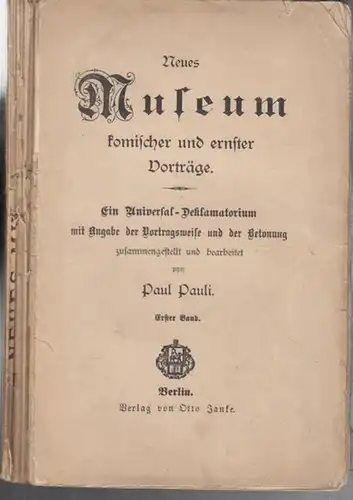 Neues
Museum
komischer und ernster
Vorträge.
Ein Universal-Deklamatorium
mit Angabe der Vortragsweise und der Betonung
zusammengestellt und bearbeitet
von
Paul Pauli.
Erster Band.
Berlin.
Verlag von Otto Janke.